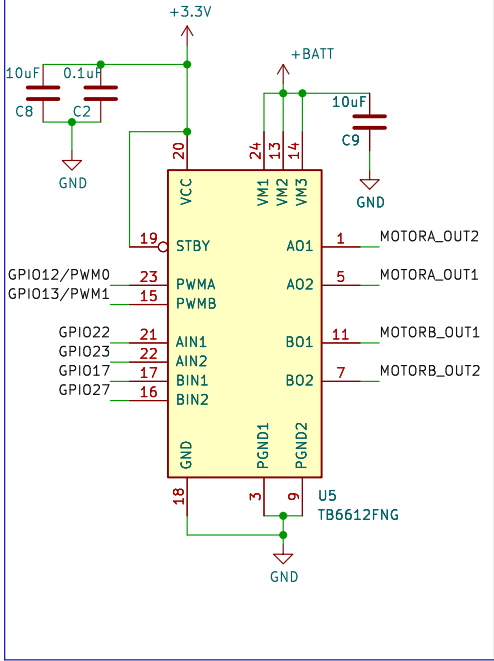 +3.3V
+BATT
10uF
0.1uF
C8
C2
GND
10uF
C9
GND
20
24
13
14
VCC
VM1
VM2
VM3
19
STBY
AO1
1
MOTORA_OUT2
GPIO12/PWM0
23
PWMA
AO2
5
MOTORA_OUT1
GPIO13/PWM1
15
PWMB
GPIO22
21
AIN1
BO1
11
MOTORB_OUT1
GPIO23
22
AIN2
GPIO17
17
BIN1
BO2
7
MOTORB_OUT2
GPIO27
16
BIN2
GND
PGND1
PGND2
18
3
9
U5
TB6612FNG
GND